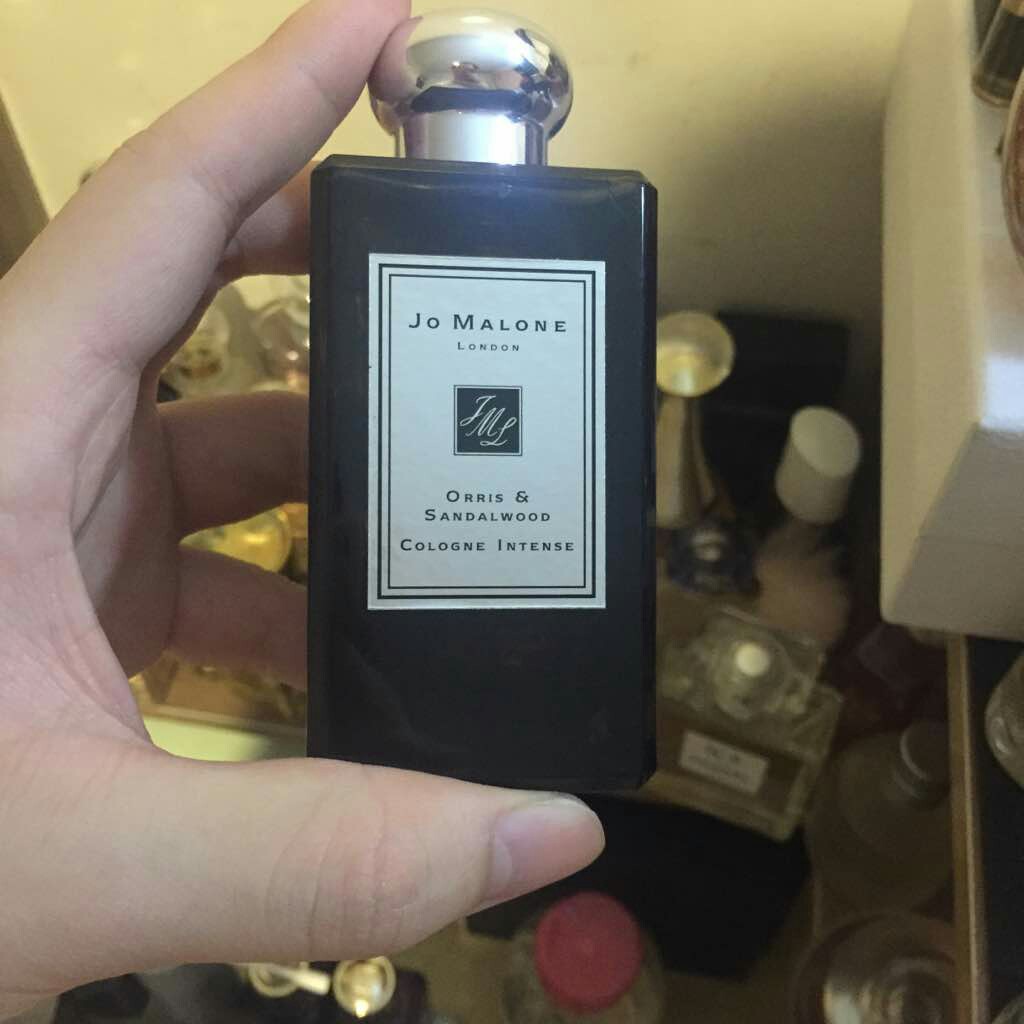 JO MALONE
LONDON
JML
ORRIS &
SANDALWOOD
COLOGNE INTENSE